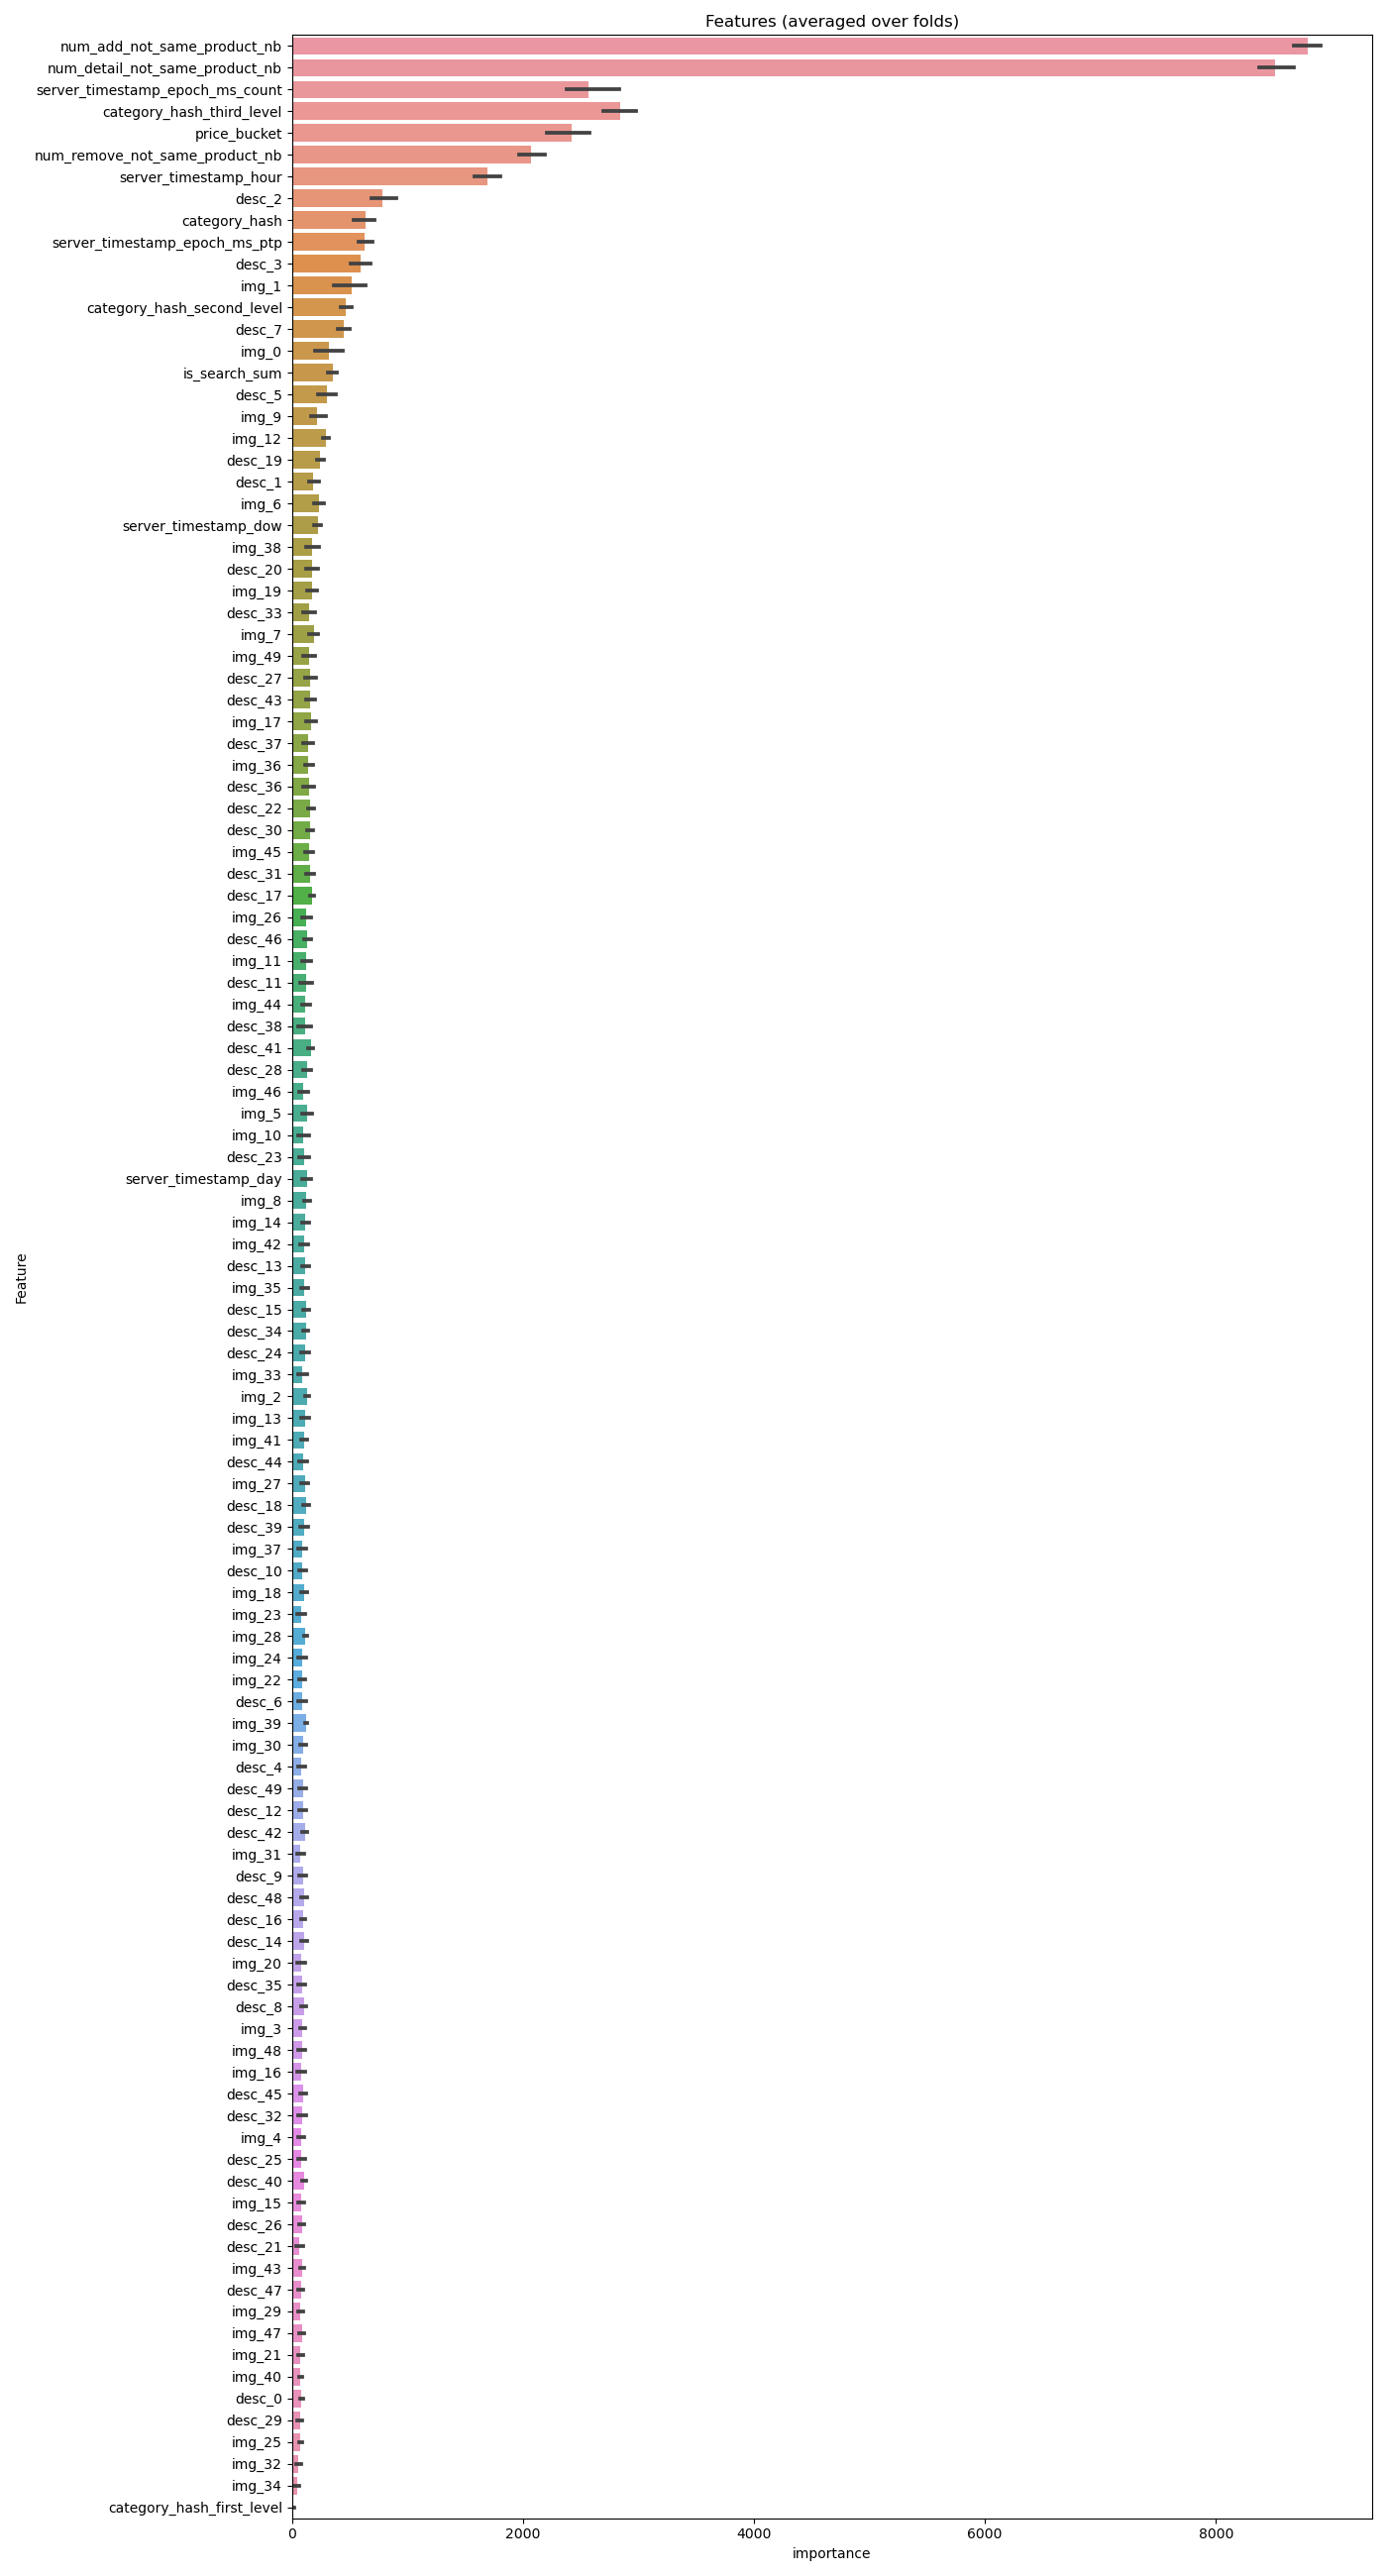 Features (averaged over folds)
num_add_not_same_product_nb
num_detail_not_same_product_nb
server_timestamp_epoch_ms_count
category_hash_third_level
price_bucket
num_remove_not_same_product_nb
server_timestamp_hour
desc_2
category_hash
server_timestamp_epoch_ms_ptp
desc_3
img_1
category_hash_second_level
desc_7
img_0
is_search_sum
desc_5
img_9
img_12
desc_19
desc_1
img_6
server_timestamp_dow
img_38
desc_20
img_19
desc_33
img_7
img_49
desc_27
desc_43
img_17
desc_37
img_36
desc_36
desc_22
desc_30
img_45
desc_31
desc_17
img_26
desc_46
img_11
desc_11
img_44
desc_38
desc_41
desc_28
img_46
img_5
img_10
desc_23
server_timestamp_day
img_8
img_14
img_42
Feature
desc_13
img_35
desc_15
desc_34
desc_24
img_33
img_2
img_13
img_41
desc_44
img_27
desc_18
desc_39
img_37
desc_10
img_18
img_23
img_28
img_24
img_22
desc_6
img_39
img_30
desc_4
desc_49
desc_12
desc_42
img_31
desc_9
desc_48
desc_16
desc_14
img_20
desc_35
desc_8
img_3
img_48
img_16
desc_45
desc_32
img_4
desc_25
desc_40
img_15
desc_26
desc_21
img_43
desc_47
img_29
img_47
img_21
img_40
desc_0
desc_29
img_25
img_32
img_34
category_hash_first_level
0 2000 4000 6000 8000
importance